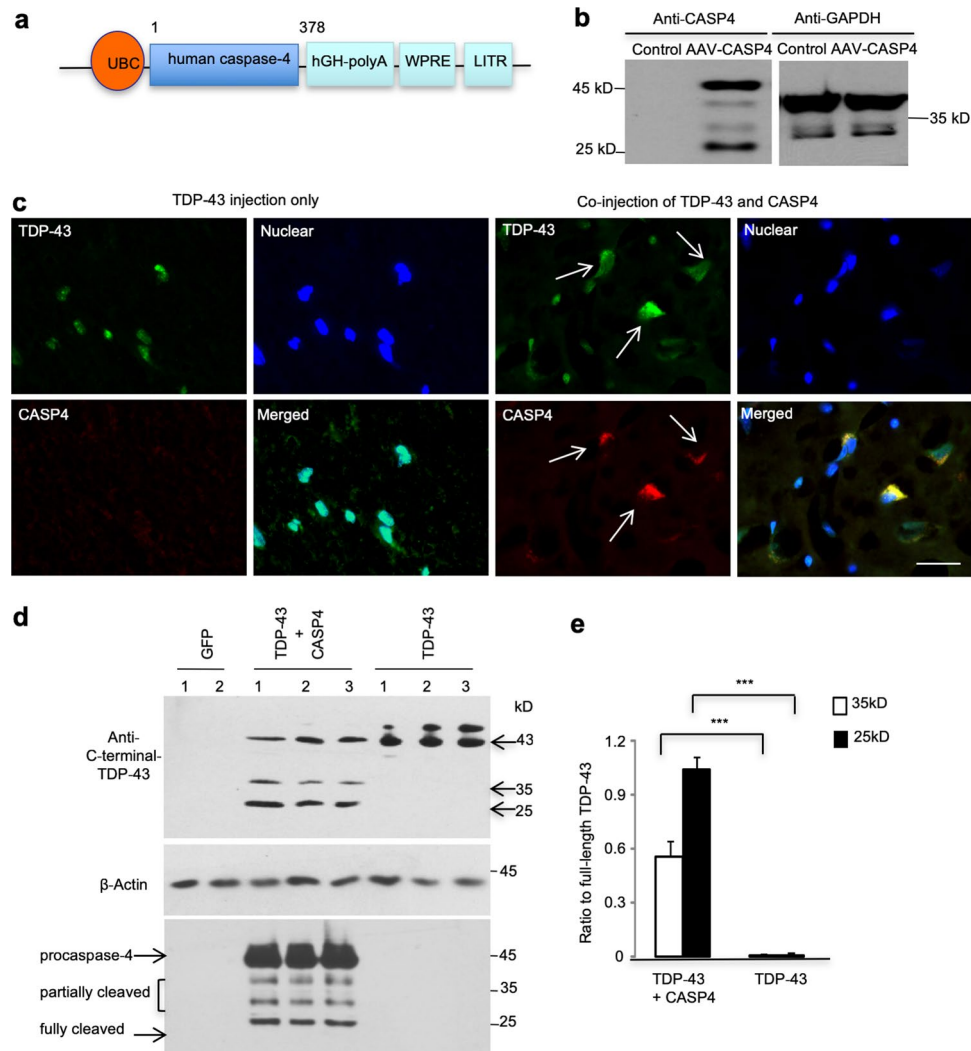 a
1 378
UBC human caspase-4 hGH-polyA WPRE LITR
b
Anti-CASP4 Anti-GAPDH
Control AAV-CASP4 Control AAV-CASP4
45 kD
35 kD
25 kD
c
TDP-43 injection only Co-injection of TDP-43 and CASP4
TDP-43 Nuclear TDP-43 Nuclear
CASP4 Merged CASP4 Merged
d
GFP TDP-43 + CASP4 TDP-43
1 2 1 2 3 1 2 3
kD
Anti-
C-terminal-
TDP-43
43
35
25
β-Actin
45
procaspase-4
partially cleaved
fully cleaved
45
35
25
e
***
***
35kD
25kD
Ratio to full-length TDP-43
1.2
0.9
0.6
0.3
0
TDP-43
+ CASP4
TDP-43